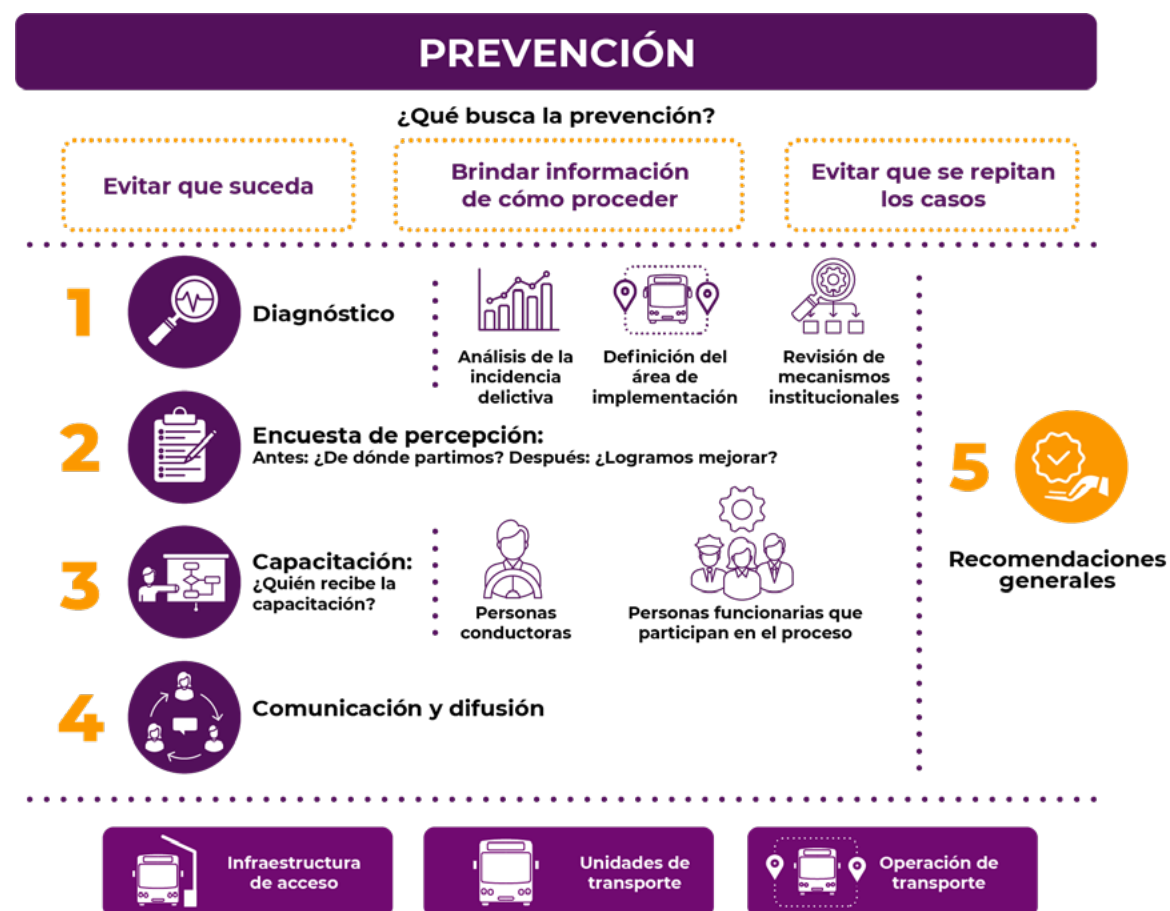 PREVENCIÓN
¿Qué busca la prevención?
Evitar que suceda
Brindar información
de cómo proceder
Evitar que se repitan
los casos
1
Diagnóstico
Análisis de la
incidencia
delictiva
Definición del
área de
implementación
Revisión de
mecanismos
institucionales
2
Encuesta de percepción:
Antes: ¿De dónde partimos? Después: ¿Logramos mejorar?
3
Capacitación:
¿Quién recibe la
capacitación?
Personas
conductoras
Personas funcionarias que
participan en el proceso
4
Comunicación y difusión
5
Recomendaciones
generales
Infraestructura
de acceso
Unidades de
transporte
Operación de
transporte